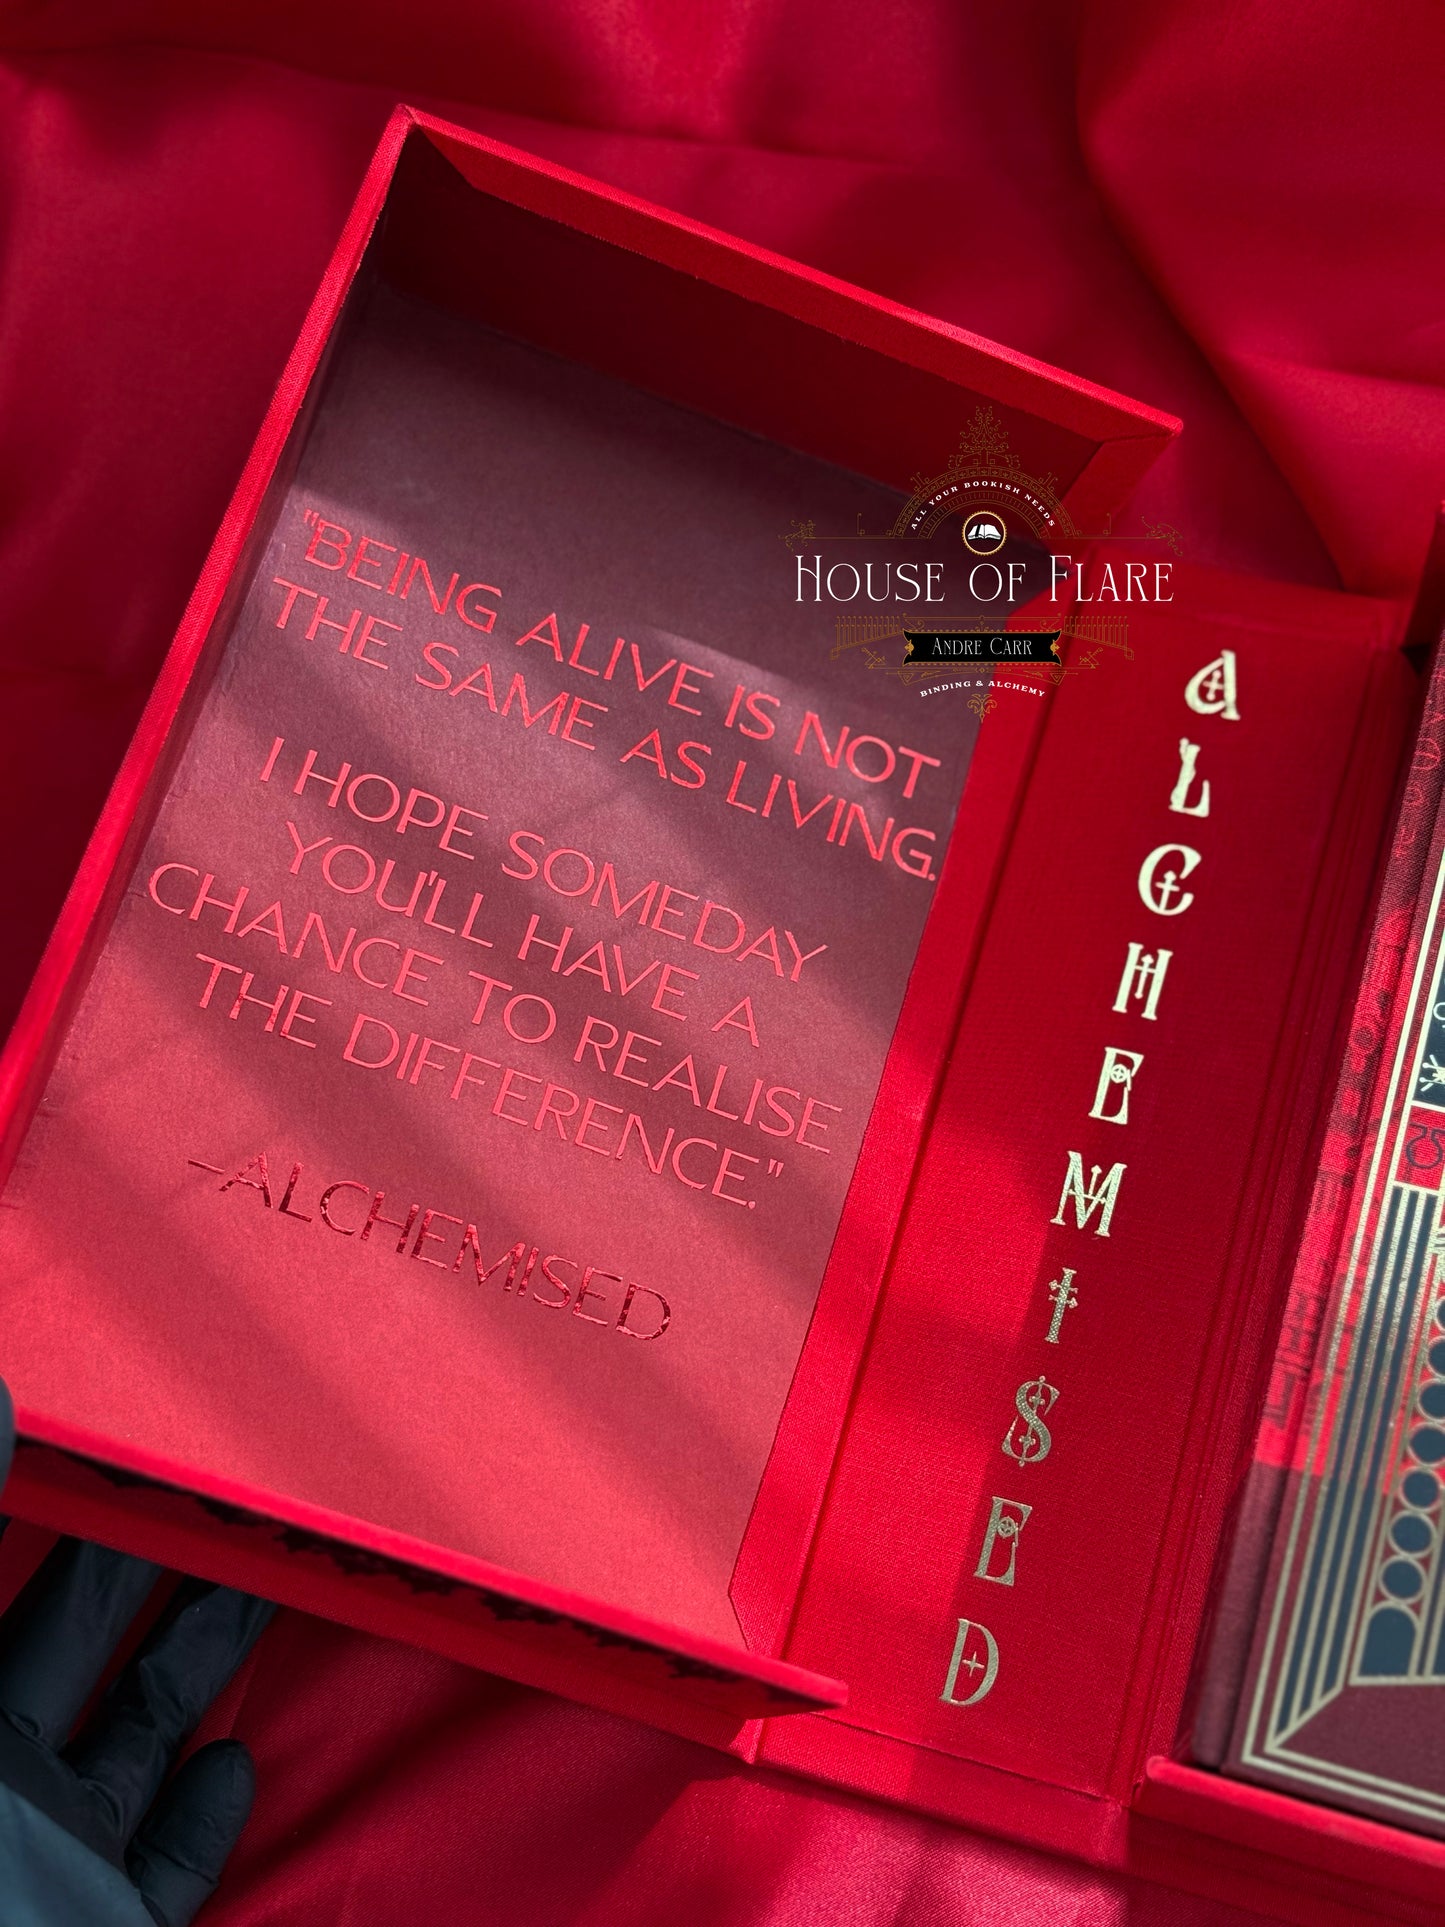 "BEING ALIVE IS NOT
THE SAME AS LIVING.
I HOPE SOMEDAY
YOU'LL HAVE A
CHANCE TO REALISE
THE DIFFERENCE."
–ALCHEMISED
ALL YOUR BOOKISH NEEDS
HOUSE OF FLARE
ANDRE CARR
BINDING & ALCHEMY
ALCHEMISED